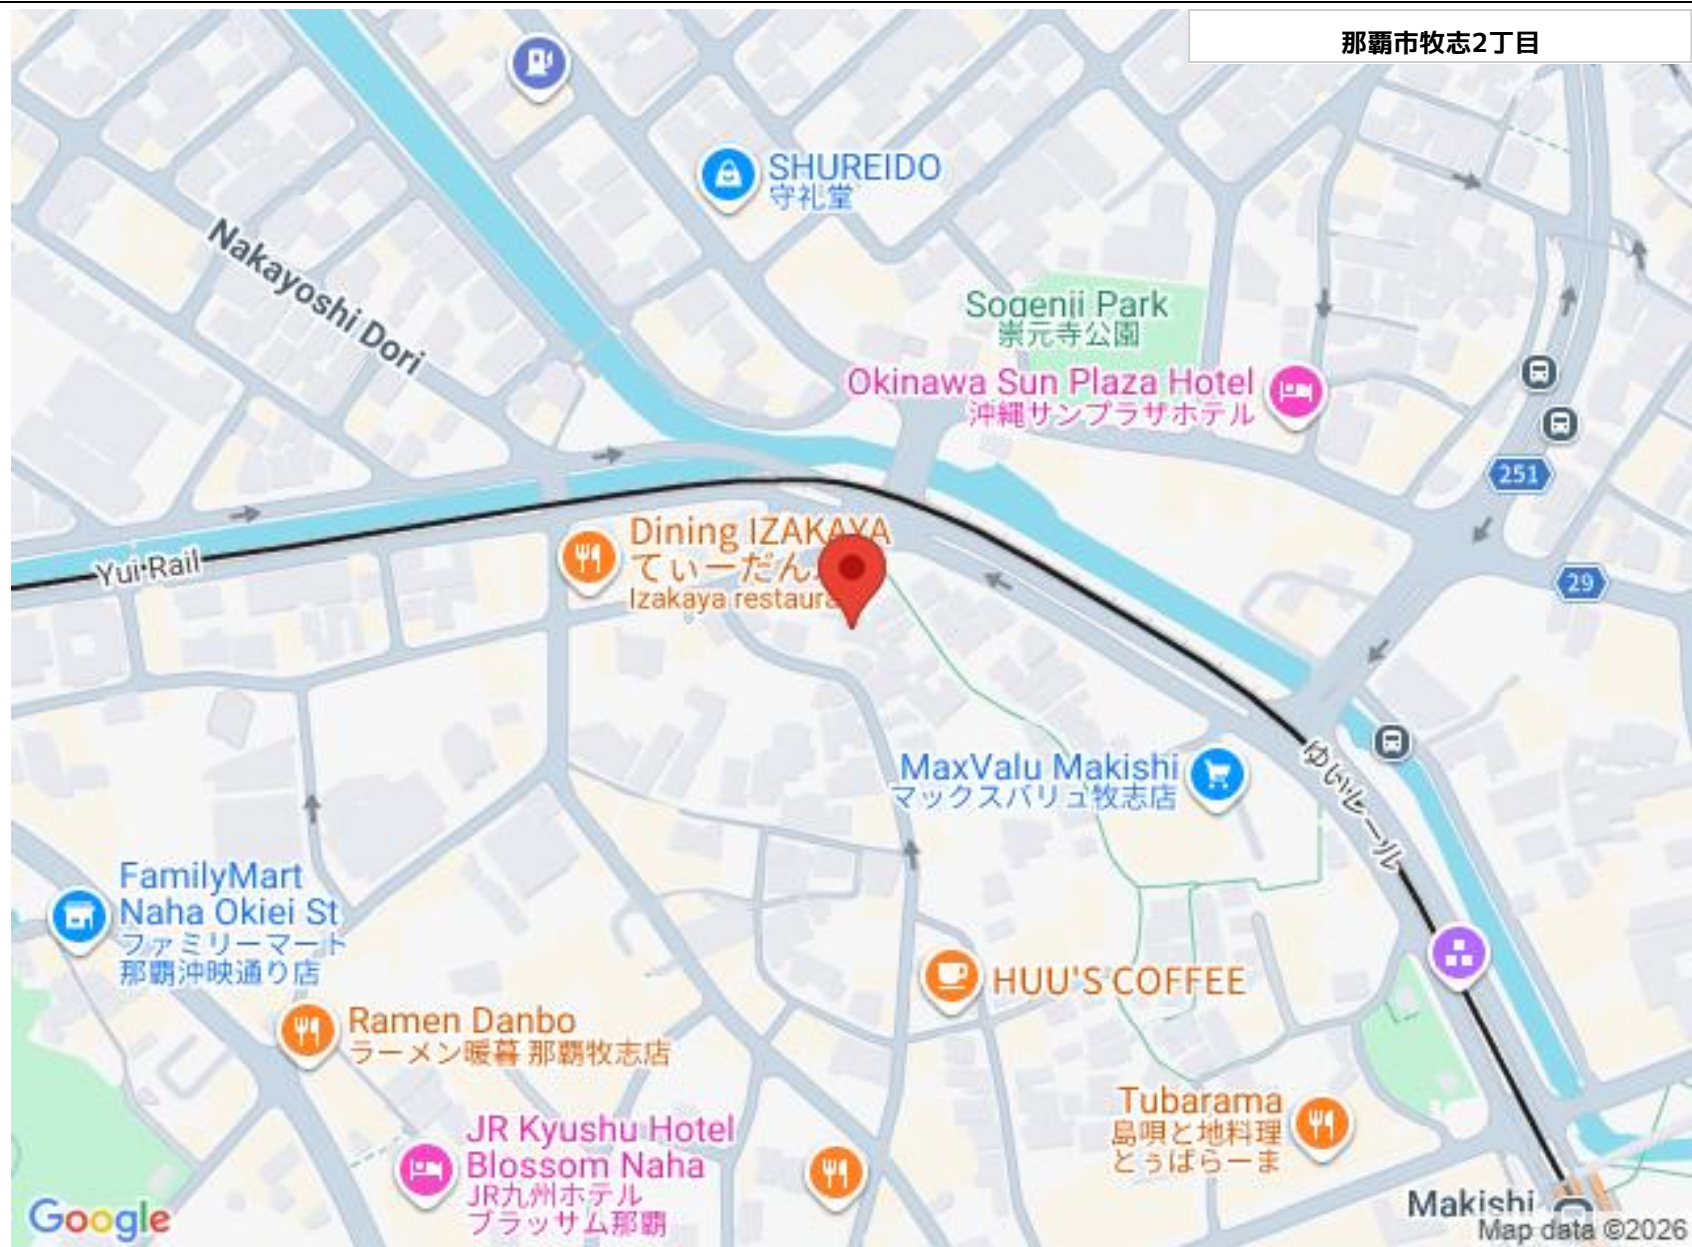 那覇市牧志2丁目
SHUREIDO
守礼堂
Nakayoshi Dori
Sogenji Park
崇元寺公園
Okinawa Sun Plaza Hotel
沖縄サンプラザホテル
251
Dining IZAKAYA
てぃーだん
Izakaya restaura
Yui Rail
29
MaxValu Makishi
マックスバリュ牧志店
ゆいレール
FamilyMart
Naha Okiei St
ファミリーマート
那覇沖映通り店
HUU'S COFFEE
Ramen Danbo
ラーメン暖暮 那覇牧志店
Tubarama
島唄と地料理
とぅばらーま
JR Kyushu Hotel
Blossom Naha
JR九州ホテル
ブラッサム那覇
Makishi
Google
Map data ©2026